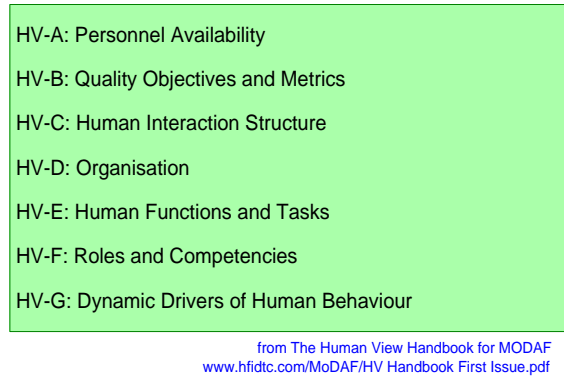 HV-A: Personnel Availability
HV-B: Quality Objectives and Metrics
HV-C: Human Interaction Structure
HV-D: Organisation
HV-E: Human Functions and Tasks
HV-F: Roles and Competencies
HV-G: Dynamic Drivers of Human Behaviour
from The Human View Handbook for MODAF
www.hfidtc.com/MoDAF/HV Handbook First Issue.pdf